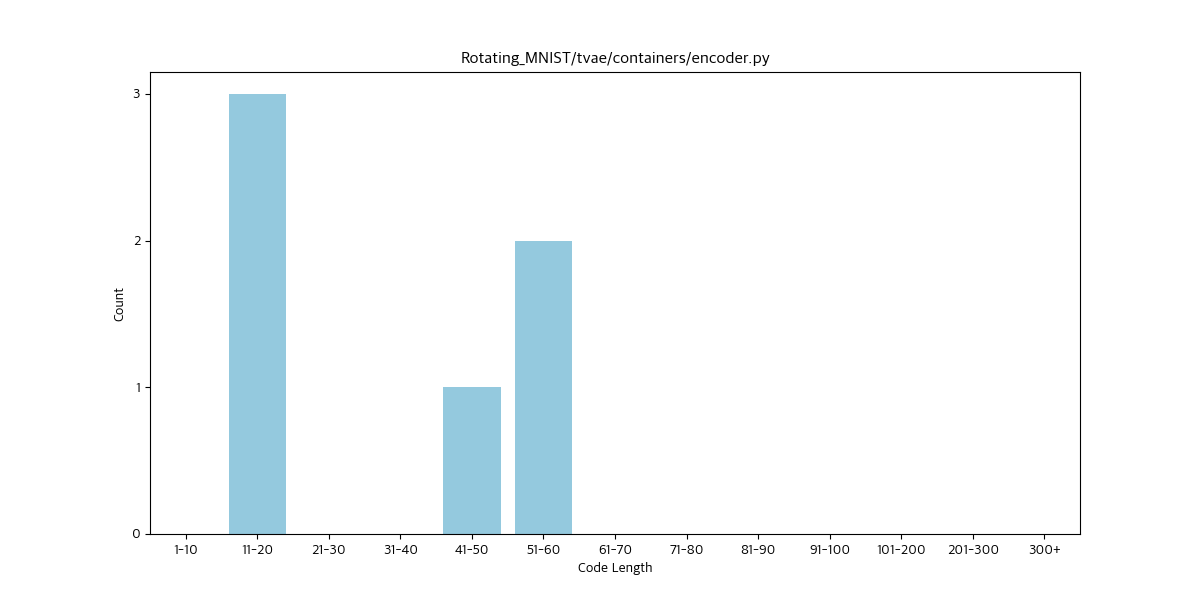 Rotating_MNIST/tvae/containers/encoder.py
3
2
1
0
Count
1-10 11-20 21-30 31-40 41-50 51-60 61-70 71-80 81-90 91-100 101-200 201-300 300+
Code Length